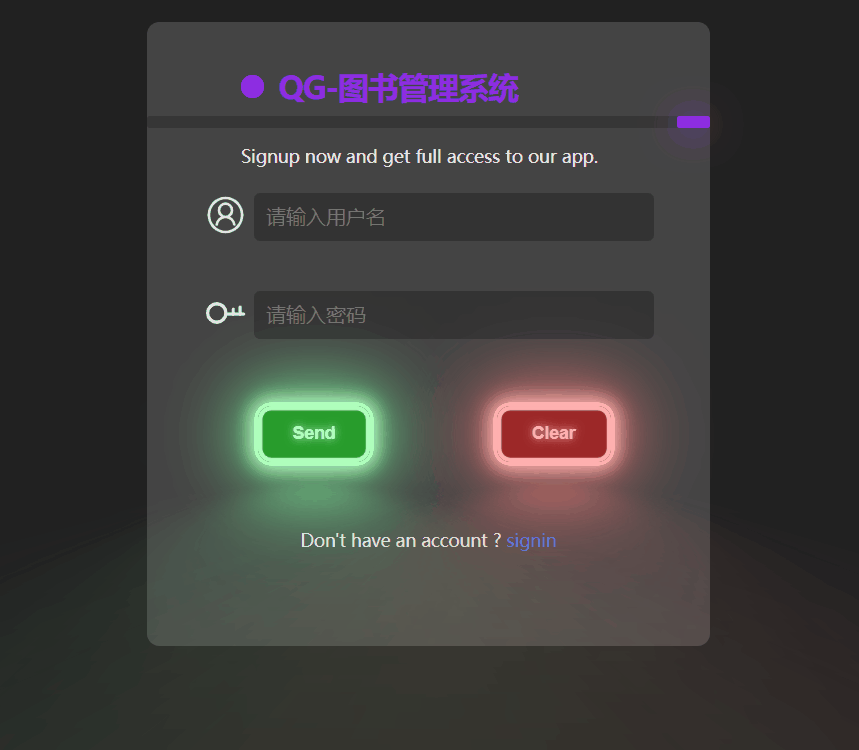 QG-图书管理系统
Signup now and get full access to our app.
请输入用户名
请输入密码
Send Clear
Don't have an account ? signin